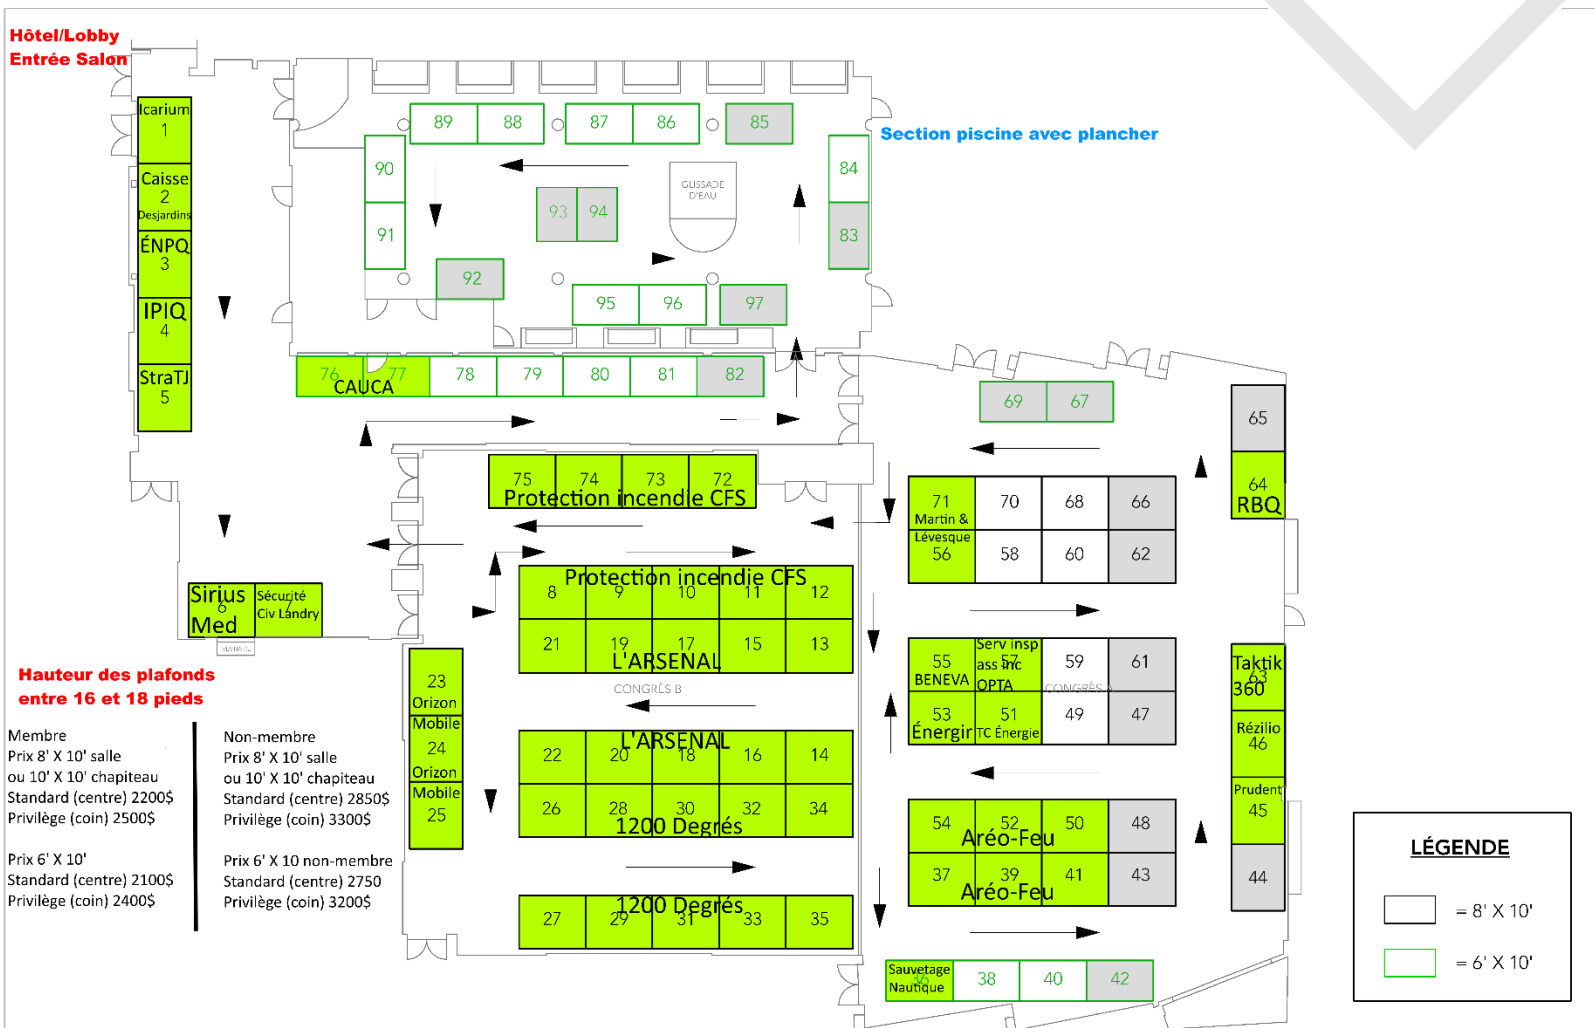 Hôtel/Lobby
Entrée Salon
Icarium
1
Caisse
2
Desjardins
ÉNPQ
3
IPIQ
4
StraTJ
5
89 88 87 86 85
Section piscine avec plancher
90
91
84
83
GLISSADE
D'EAU
93 94
92
95 96 97
76 77 78 79 80 81 82
CAUCA
69 67
65
64
RBQ
75 74 73 72
Protection incendie CFS
71 70 68 66
Martin &
Lévesque
56 58 60 62
Protection incendie CFS
8 9 10 11 12
21 19 17 15 13
L'ARSENAL
Sirius
6
Med
Sécurité
7
Civ Landry
VESTIAIRE
23
Orizon
Mobile
24
Orizon
Mobile
25
CONGRÈS B
L'ARSENAL
22 20 18 16 14
26 28 30 32 34
1200 Degrés
1200 Degrés
27 29 31 33 35
55
BENEVA
Serv insp
57
ass inc
OPTA
59 61
CONGRÈS A
53
Énergir
51
TC Énergie
49 47
54 52 50 48
Aréo-Feu
37 39 41 43
Aréo-Feu
Taktik
63
360
Rézilio
46
Prudent
45
44
Sauvetage
36
Nautique
38 40 42
Hauteur des plafonds
entre 16 et 18 pieds
Membre
Prix 8' X 10' salle
ou 10' X 10' chapiteau
Standard (centre) 2200$
Privilège (coin) 2500$
Prix 6' X 10'
Standard (centre) 2100$
Privilège (coin) 2400$
Non-membre
Prix 8' X 10' salle
ou 10' X 10' chapiteau
Standard (centre) 2850$
Privilège (coin) 3300$
Prix 6' X 10 non-membre
Standard (centre) 2750
Privilège (coin) 3200$
LÉGENDE
= 8' X 10'
= 6' X 10'